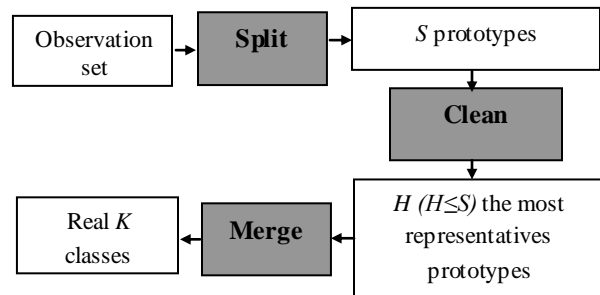 Observation
set
Split
S prototypes
Clean
H (H≤S) the most
representatives
prototypes
Merge
Real K
classes